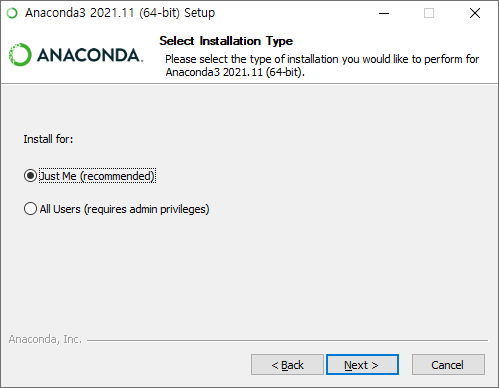 Anaconda3 2021.11 (64-bit) Setup
ANACONDA.
Select Installation Type
Please select the type of installation you would like to perform for
Anaconda3 2021.11 (64-bit).
Install for:
Just Me (recommended)
All Users (requires admin privileges)
Anaconda, Inc.
< Back
Next >
Cancel